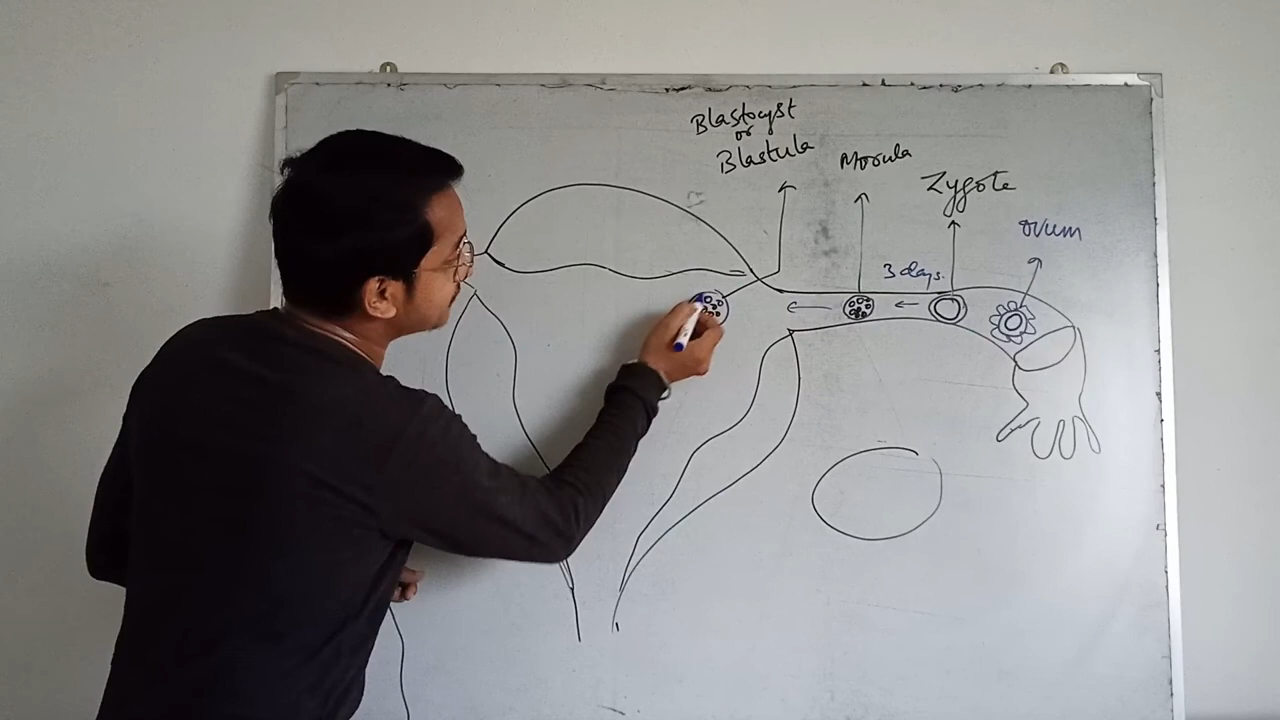 Blastocyst
or
Blastula
Morula
Zygote
Ovum
3 days.